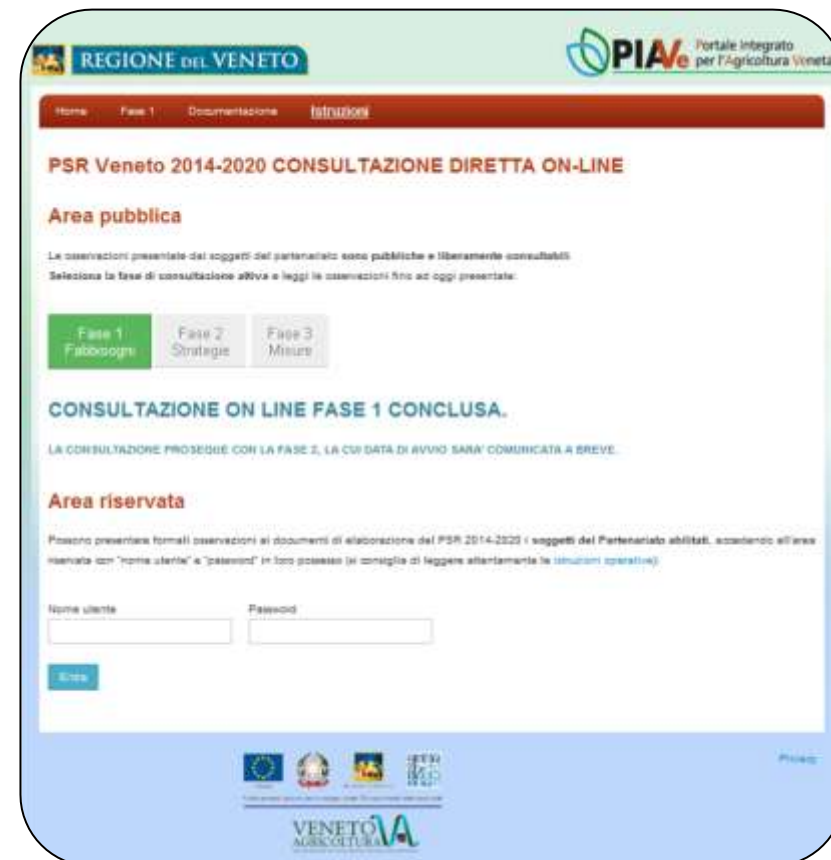 REGIONE DEL VENETO
PIAVe Portale Integrato
per l'Agricoltura Veneta
Home Fase 1 Documentazione Istruzioni
PSR Veneto 2014-2020 CONSULTAZIONE DIRETTA ON-LINE
Area pubblica
Le osservazioni presentate dai soggetti del partenariato sono pubbliche e liberamente consultabili.
Seleziona la fase di consultazione attiva e leggi le osservazioni fino ad oggi presentate:
Fase 1 Fase 2 Fase 3
Fabbisogni Strategie Misure
CONSULTAZIONE ON LINE FASE 1 CONCLUSA.
LA CONSULTAZIONE PROSEGUE CON LA FASE 2, LA CUI DATA DI AVVIO SARA' COMUNICATA A BREVE.
Area riservata
Possono presentare formali osservazioni ai documenti di elaborazione del PSR 2014-2020 i soggetti del Partenariato abilitati, accedendo all'area
riservata con "nome utente" e "password" in loro possesso (si consiglia di leggere attentamente le istruzioni operative).
Nome utente Password
Entra
Privacy
VENETO
AGRICOLTURA